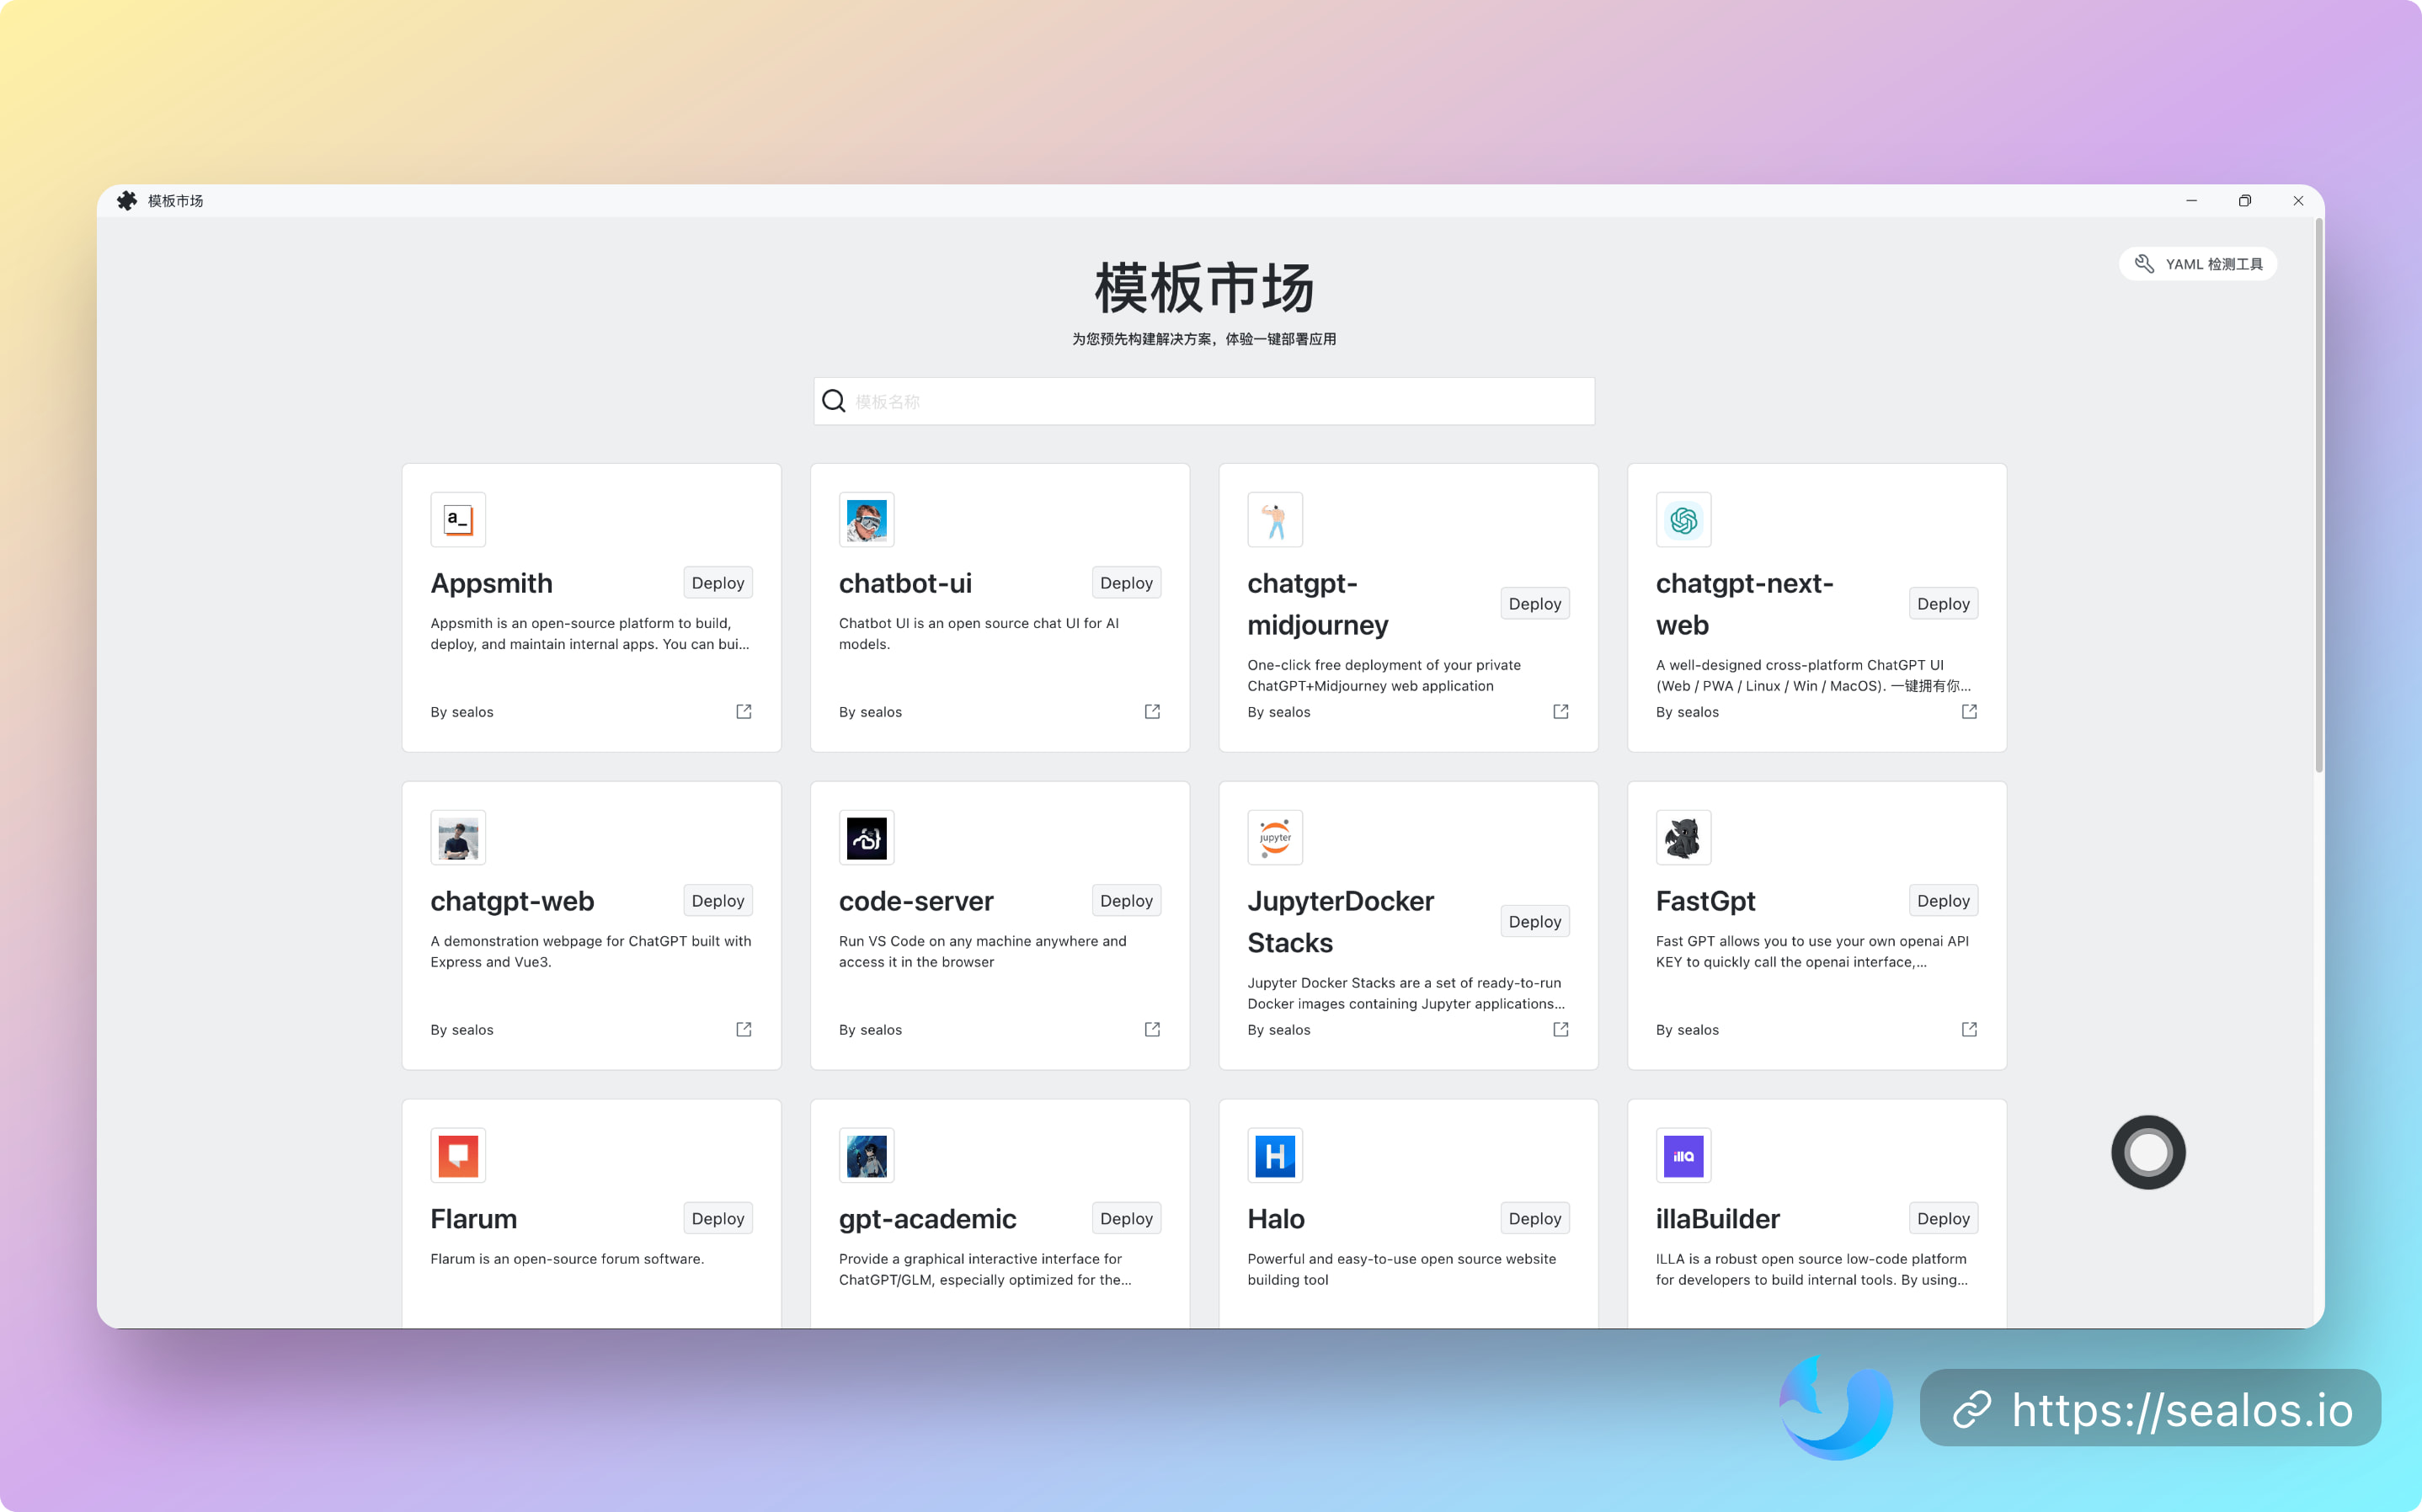 模板市场
YAML 检测工具
模板市场
为您预先构建解决方案，体验一键部署应用
模板名称
a_
Appsmith
Deploy
Appsmith is an open-source platform to build,
deploy, and maintain internal apps. You can bui...
By sealos
chatbot-ui
Deploy
Chatbot UI is an open source chat UI for AI
models.
By sealos
chatgpt-
midjourney
Deploy
One-click free deployment of your private
ChatGPT+Midjourney web application
By sealos
chatgpt-next-
web
Deploy
A well-designed cross-platform ChatGPT UI
(Web / PWA / Linux / Win / MacOS). 一键拥有你...
By sealos
chatgpt-web
Deploy
A demonstration webpage for ChatGPT built with
Express and Vue3.
By sealos
code-server
Deploy
Run VS Code on any machine anywhere and
access it in the browser
By sealos
jupyter
JupyterDocker
Stacks
Deploy
Jupyter Docker Stacks are a set of ready-to-run
Docker images containing Jupyter applications...
By sealos
FastGpt
Deploy
Fast GPT allows you to use your own openai API
KEY to quickly call the openai interface,...
By sealos
Flarum
Deploy
Flarum is an open-source forum software.
gpt-academic
Deploy
Provide a graphical interactive interface for
ChatGPT/GLM, especially optimized for the...
H
Halo
Deploy
Powerful and easy-to-use open source website
building tool
illa
illaBuilder
Deploy
ILLA is a robust open source low-code platform
for developers to build internal tools. By using...
https://sealos.io